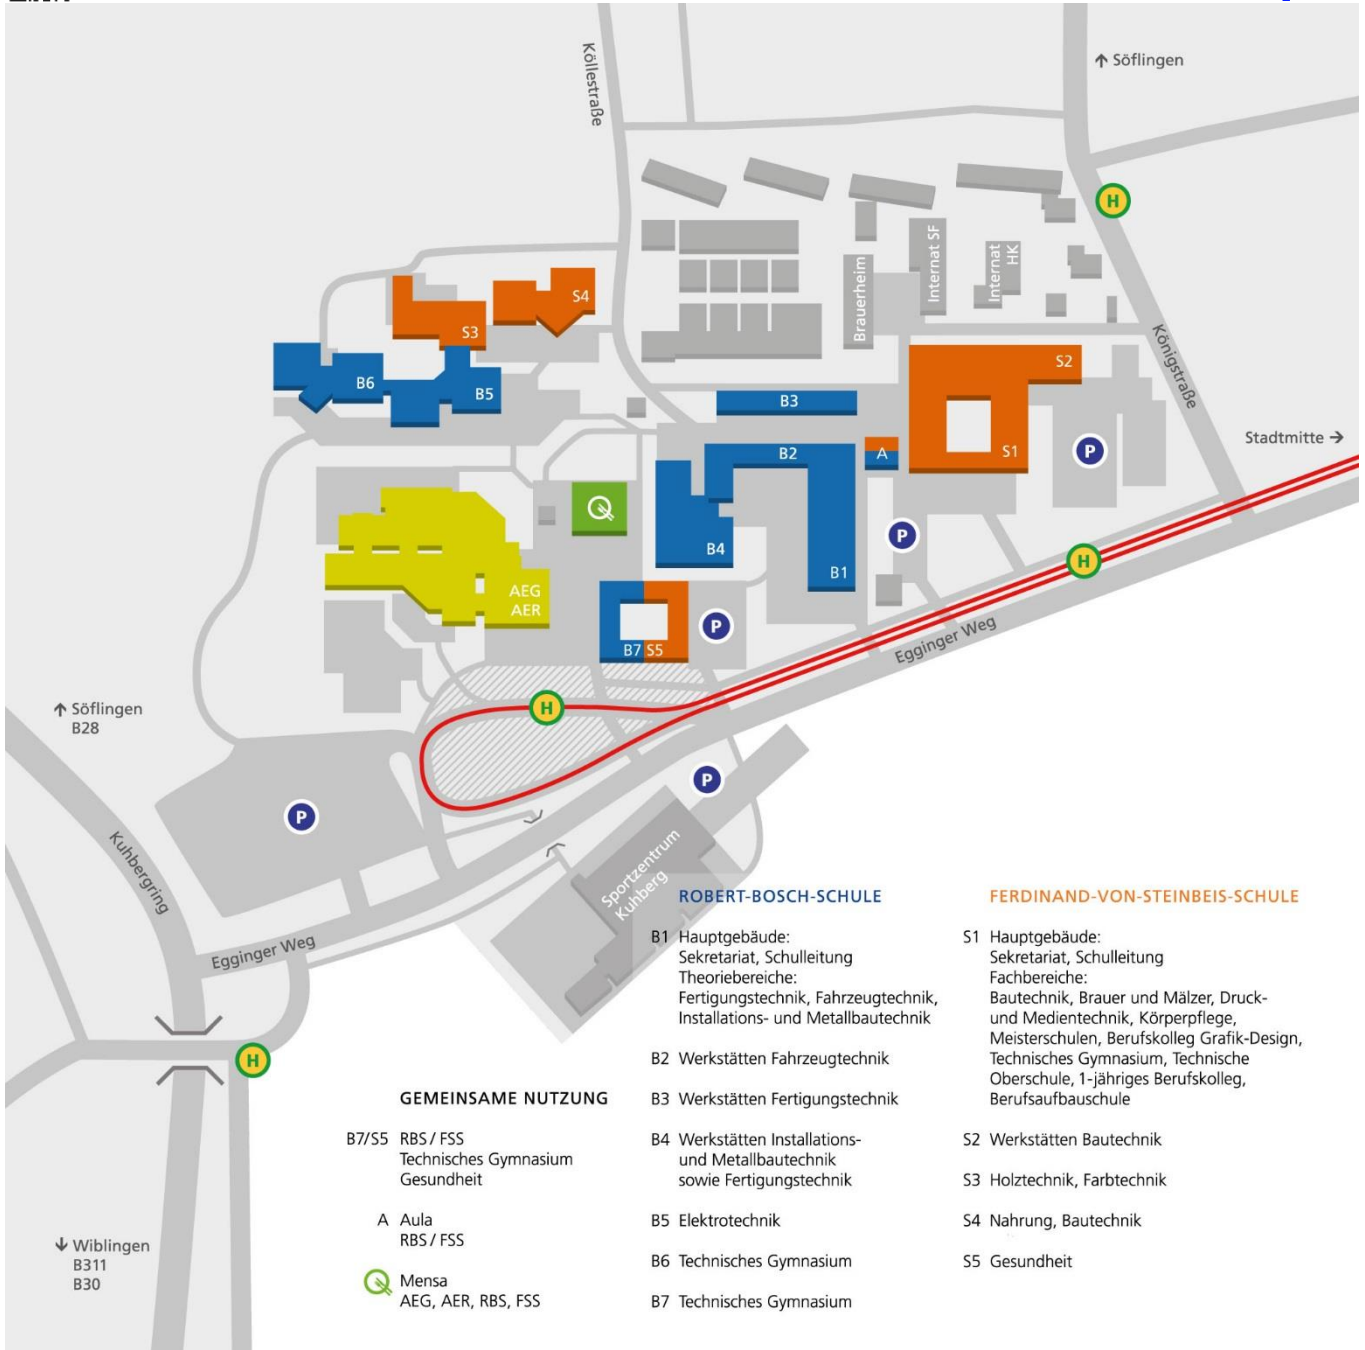 Köllestraße
↑ Söflingen
H
Brauerheim
Internat SF
Internat
HK
S4
S3
B6
B5
B3
S2
Königstraße
Stadtmitte →
B2
A
S1
P
P
H
B4
B1
AEG
AER
B7 S5
P
Egginger Weg
H
↑ Söflingen
B28
P
P
Kuhbergring
Sportzentrum
Kuhberg
Egginger Weg
H
↓ Wiblingen
B311
B30
GEMEINSAME NUTZUNG
B7/S5 RBS / FSS
Technisches Gymnasium
Gesundheit
A Aula
RBS / FSS
Mensa
AEG, AER, RBS, FSS
ROBERT-BOSCH-SCHULE
B1 Hauptgebäude:
Sekretariat, Schulleitung
Theoriebereiche:
Fertigungstechnik, Fahrzeugtechnik,
Installations- und Metallbautechnik
B2 Werkstätten Fahrzeugtechnik
B3 Werkstätten Fertigungstechnik
B4 Werkstätten Installations-
und Metallbautechnik
sowie Fertigungstechnik
B5 Elektrotechnik
B6 Technisches Gymnasium
B7 Technisches Gymnasium
FERDINAND-VON-STEINBEIS-SCHULE
S1 Hauptgebäude:
Sekretariat, Schulleitung
Fachbereiche:
Bautechnik, Brauer und Mälzer, Druck-
und Medientechnik, Körperpflege,
Meisterschulen, Berufskolleg Grafik-Design,
Technisches Gymnasium, Technische
Oberschule, 1-jähriges Berufskolleg,
Berufsaufbauschule
S2 Werkstätten Bautechnik
S3 Holztechnik, Farbtechnik
S4 Nahrung, Bautechnik
S5 Gesundheit